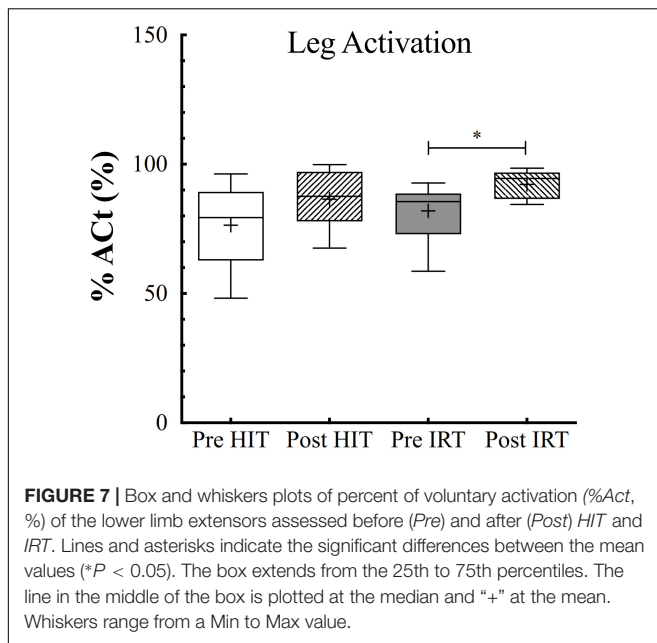 Leg Activation
150
100
50
0
% ACt (%)
*
+
+
+
+
Pre HIT Post HIT Pre IRT Post IRT
FIGURE 7 | Box and whiskers plots of percent of voluntary activation (%Act,
%) of the lower limb extensors assessed before (Pre) and after (Post) HIT and
IRT. Lines and asterisks indicate the significant differences between the mean
values (*P < 0.05). The box extends from the 25th to 75th percentiles. The
line in the middle of the box is plotted at the median and “+” at the mean.
Whiskers range from a Min to Max value.